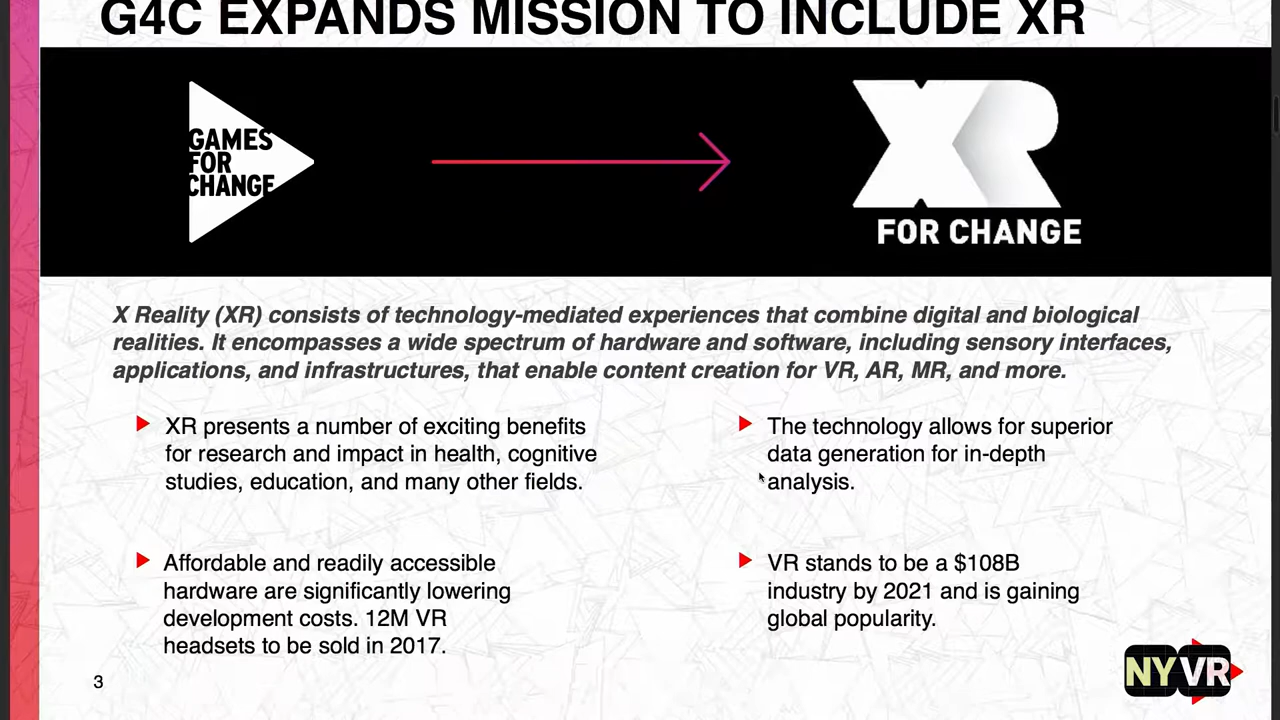 G4C EXPANDS MISSION TO INCLUDE XR
GAMES
FOR
CHANGE
XR
FOR CHANGE
X Reality (XR) consists of technology-mediated experiences that combine digital and biological
realities. It encompasses a wide spectrum of hardware and software, including sensory interfaces,
applications, and infrastructures, that enable content creation for VR, AR, MR, and more.
XR presents a number of exciting benefits
for research and impact in health, cognitive
studies, education, and many other fields.
The technology allows for superior
data generation for in-depth
analysis.
Affordable and readily accessible
hardware are significantly lowering
development costs. 12M VR
headsets to be sold in 2017.
VR stands to be a $108B
industry by 2021 and is gaining
global popularity.
3
NYVR